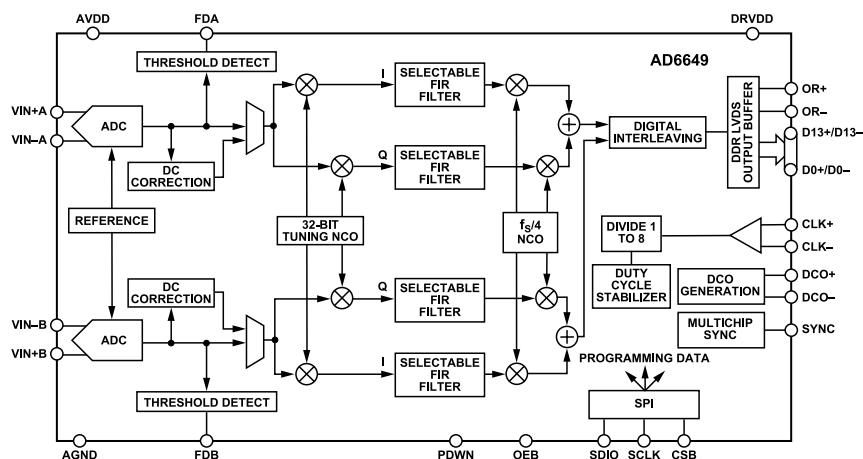 AVDD
FDA
DRVDD
THRESHOLD DETECT
AD6649
VIN+A
VIN–A
ADC
DC
CORRECTION
I
SELECTABLE
FIR
FILTER
Q
SELECTABLE
FIR
FILTER
DIGITAL
INTERLEAVING
DDR LVDS
OUTPUT BUFFER
OR+
OR–
D13+/D13–
D0+/D0–
REFERENCE
32-BIT
TUNING NCO
fS/4
NCO
DIVIDE 1
TO 8
DUTY
CYCLE
STABILIZER
CLK+
CLK–
DCO
GENERATION
DCO+
DCO–
MULTICHIP
SYNC
SYNC
DC
CORRECTION
Q
SELECTABLE
FIR
FILTER
VIN–B
VIN+B
ADC
I
SELECTABLE
FIR
FILTER
THRESHOLD DETECT
PROGRAMMING DATA
SPI
AGND
FDB
PDWN
OEB
SDIO
SCLK
CSB